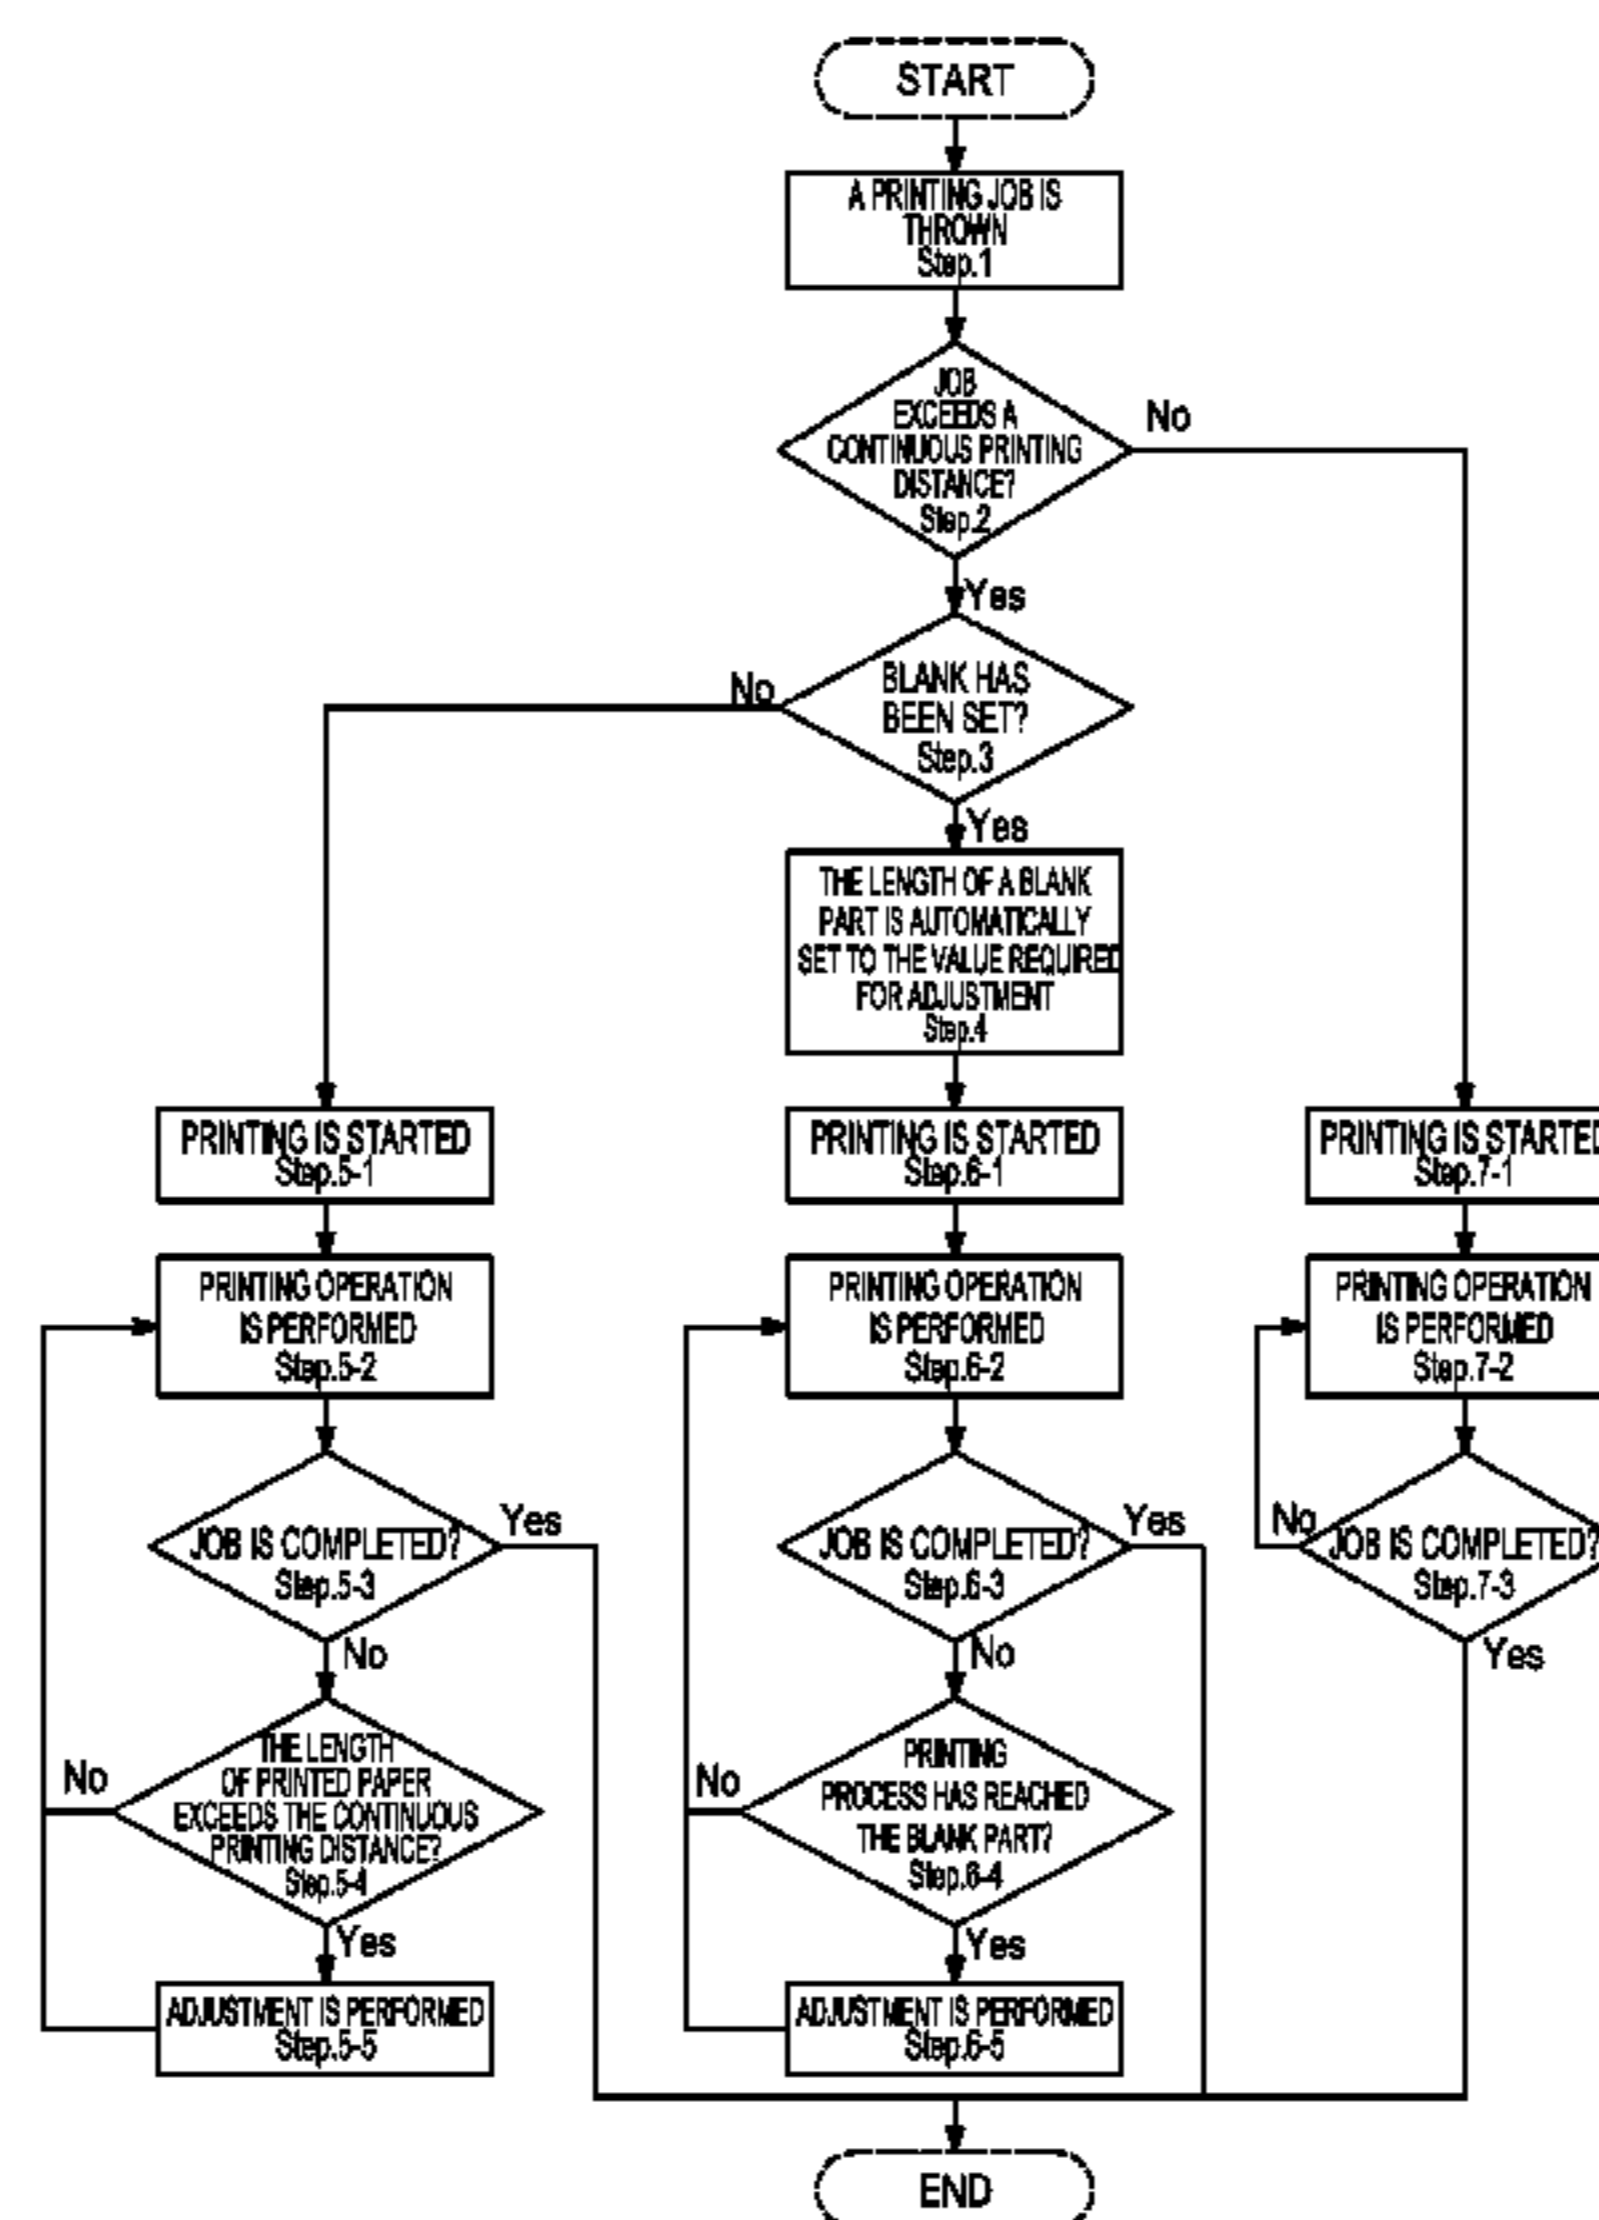 START
A PRINTING JOB IS
THROWN
Step.1
JOB
EXCEEDS A
CONTINUOUS PRINTING
DISTANCE?
Step.2
No
Yes
BLANK HAS
BEEN SET?
Step.3
No
Yes
THE LENGTH OF A BLANK
PART IS AUTOMATICALLY
SET TO THE VALUE REQUIRED
FOR ADJUSTMENT
Step.4
PRINTING IS STARTED
Step.5-1
PRINTING OPERATION
IS PERFORMED
Step.5-2
JOB IS COMPLETED?
Step.5-3
Yes
No
THE LENGTH
OF PRINTED PAPER
EXCEEDS THE CONTINUOUS
PRINTING DISTANCE?
Step.5-4
No
Yes
ADJUSTMENT IS PERFORMED
Step.5-5
PRINTING IS STARTED
Step.6-1
PRINTING OPERATION
IS PERFORMED
Step.6-2
JOB IS COMPLETED?
Step.6-3
Yes
No
PRINTING
PROCESS HAS REACHED
THE BLANK PART?
Step.6-4
No
Yes
ADJUSTMENT IS PERFORMED
Step.6-5
PRINTING IS STARTED
Step.7-1
PRINTING OPERATION
IS PERFORMED
Step.7-2
No
JOB IS COMPLETED?
Step.7-3
Yes
END